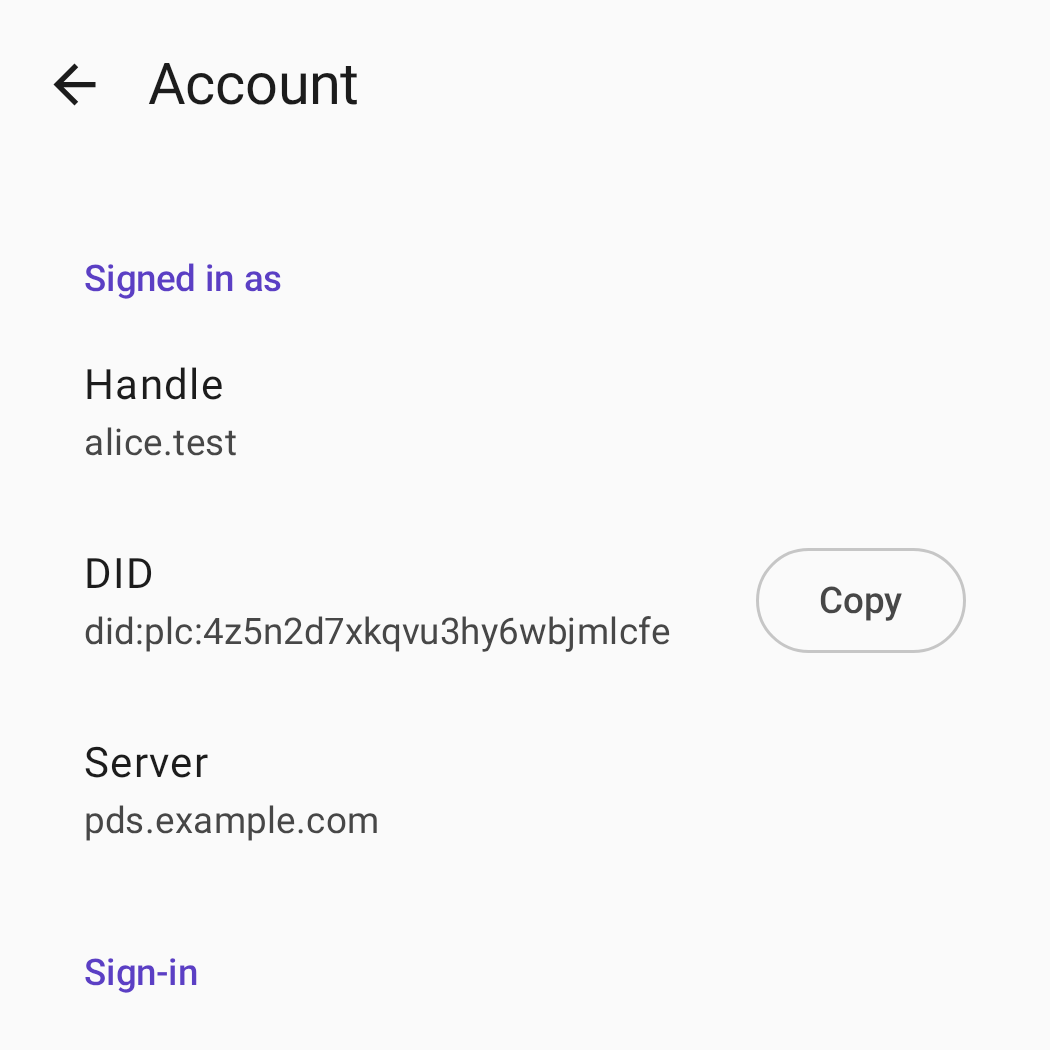 Account
Signed in as
Handle
alice.test
DID
did:plc:4z5n2d7xkqvu3hy6wbjmlcfe
Copy
Server
pds.example.com
Sign-in